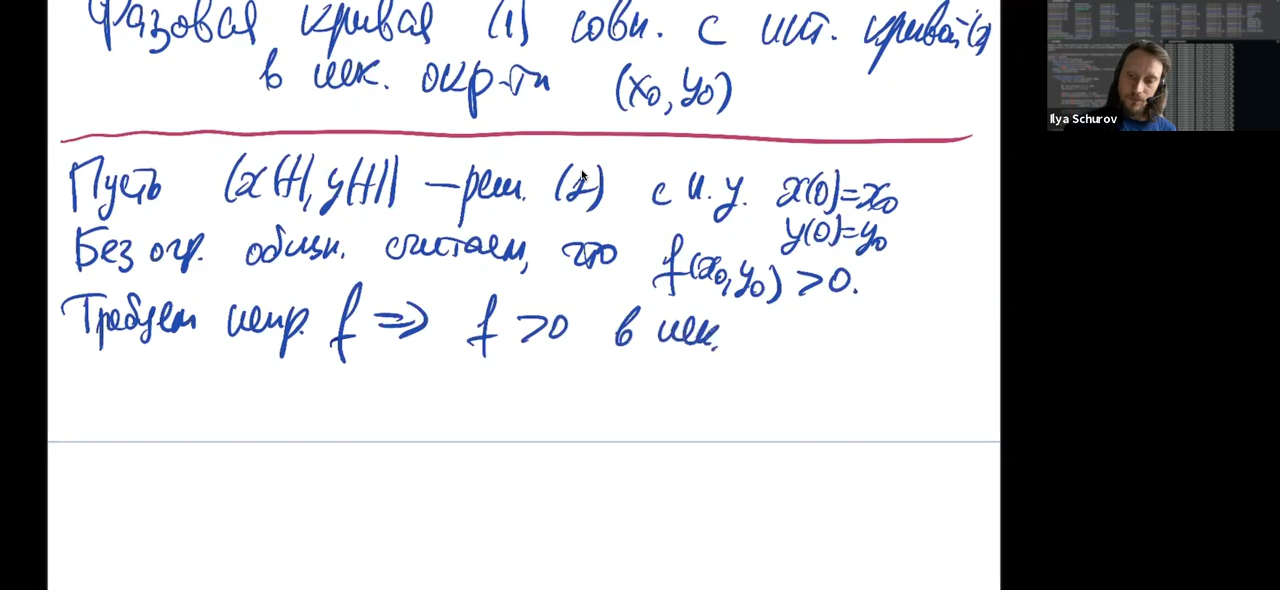 Фазовая кривая (1) совп. с инт. кривой (2)
в нек. окр-ти (x₀, y₀)
Пусть (x(t), y(t)) — реш. (2) с н. у. x(0)=x₀
y(0)=y₀
Без огр. общн. считаем, что f(x₀, y₀) > 0.
Требуем непр. f ⇒ f > 0 в нек.
Ilya Schurov